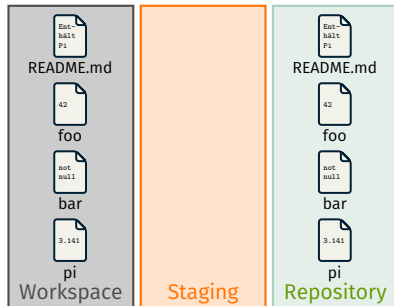 Ent-
hält
Pi
README.md
42
foo
not
null
bar
3.141
pi
Workspace
Staging
Ent-
hält
Pi
README.md
42
foo
not
null
bar
3.141
pi
Repository